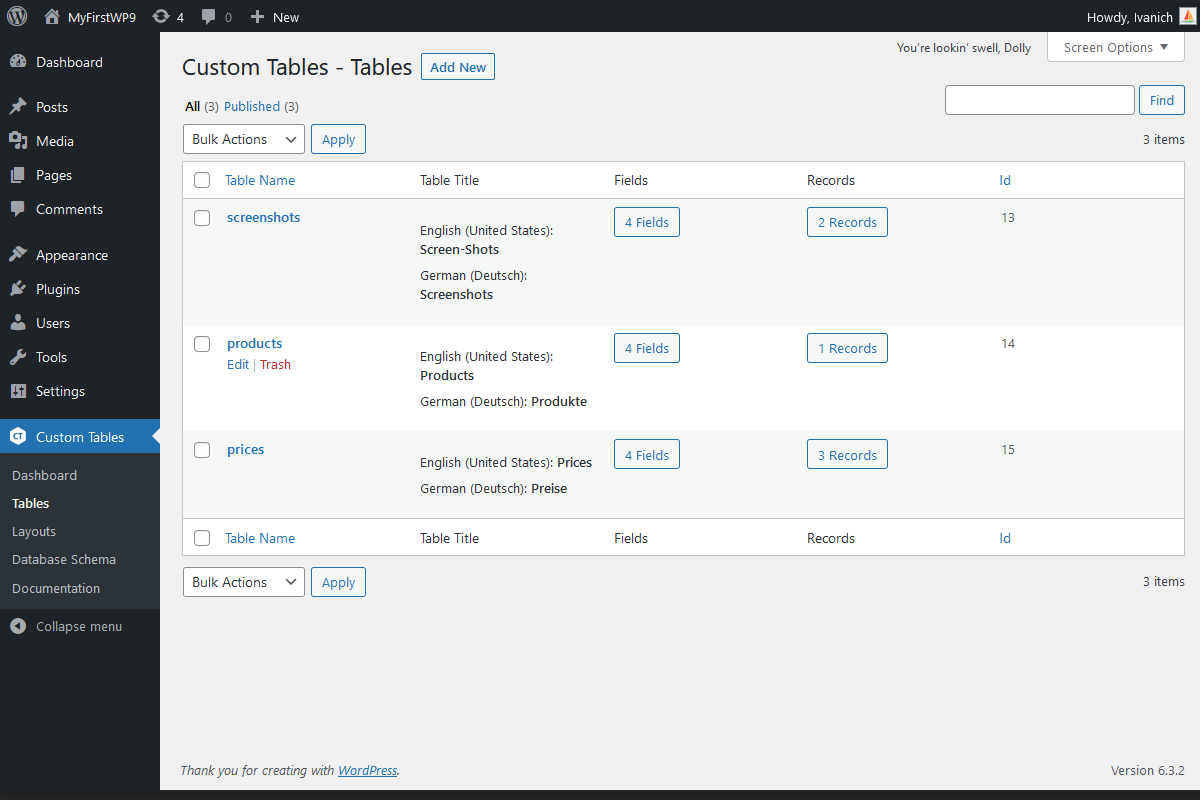 MyFirstWP9 4 0 New Howdy, Ivanich
Dashboard
Posts
Media
Pages
Comments
Appearance
Plugins
Users
Tools
Settings
CT Custom Tables
Dashboard
Tables
Layouts
Database Schema
Documentation
Collapse menu
You're lookin' swell, Dolly Screen Options
Custom Tables - Tables Add New
All (3) Published (3)
Find
Bulk Actions Apply 3 items
Table Name Table Title Fields Records Id
screenshots 4 Fields 2 Records 13
English (United States):
Screen-Shots
German (Deutsch):
Screenshots
products 4 Fields 1 Records 14
Edit | Trash
English (United States):
Products
German (Deutsch): Produkte
prices 4 Fields 3 Records 15
English (United States): Prices
German (Deutsch): Preise
Table Name Table Title Fields Records Id
Bulk Actions Apply 3 items
Thank you for creating with WordPress. Version 6.3.2